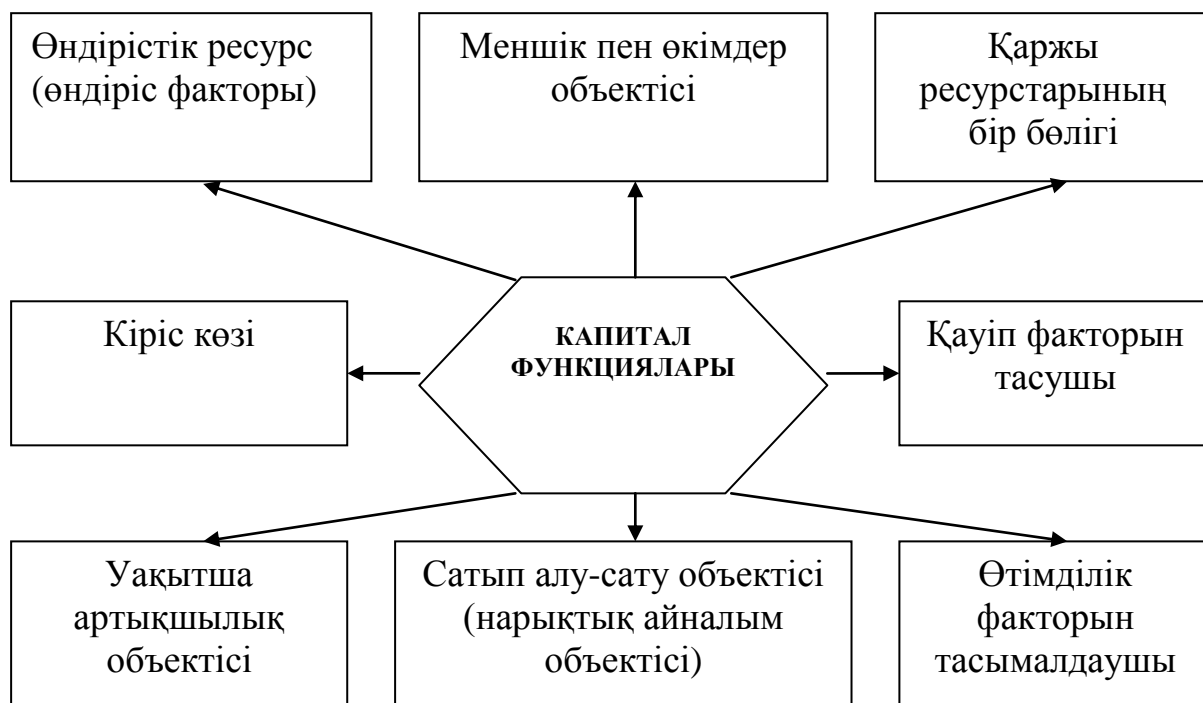 Өндірістік ресурс
(өндіріс факторы)
Меншік пен өкімдер
объектісі
Қаржы
ресурстарының
бір бөлігі
Кіріс көзі
КАПИТАЛ
ФУНКЦИЯЛАРЫ
Қауіп факторын
тасушы
Уақытша
артықшылық
объектісі
Сатып алу-сату объектісі
(нарықтық айналым
объектісі)
Өтімділік
факторын
тасымалдаушы